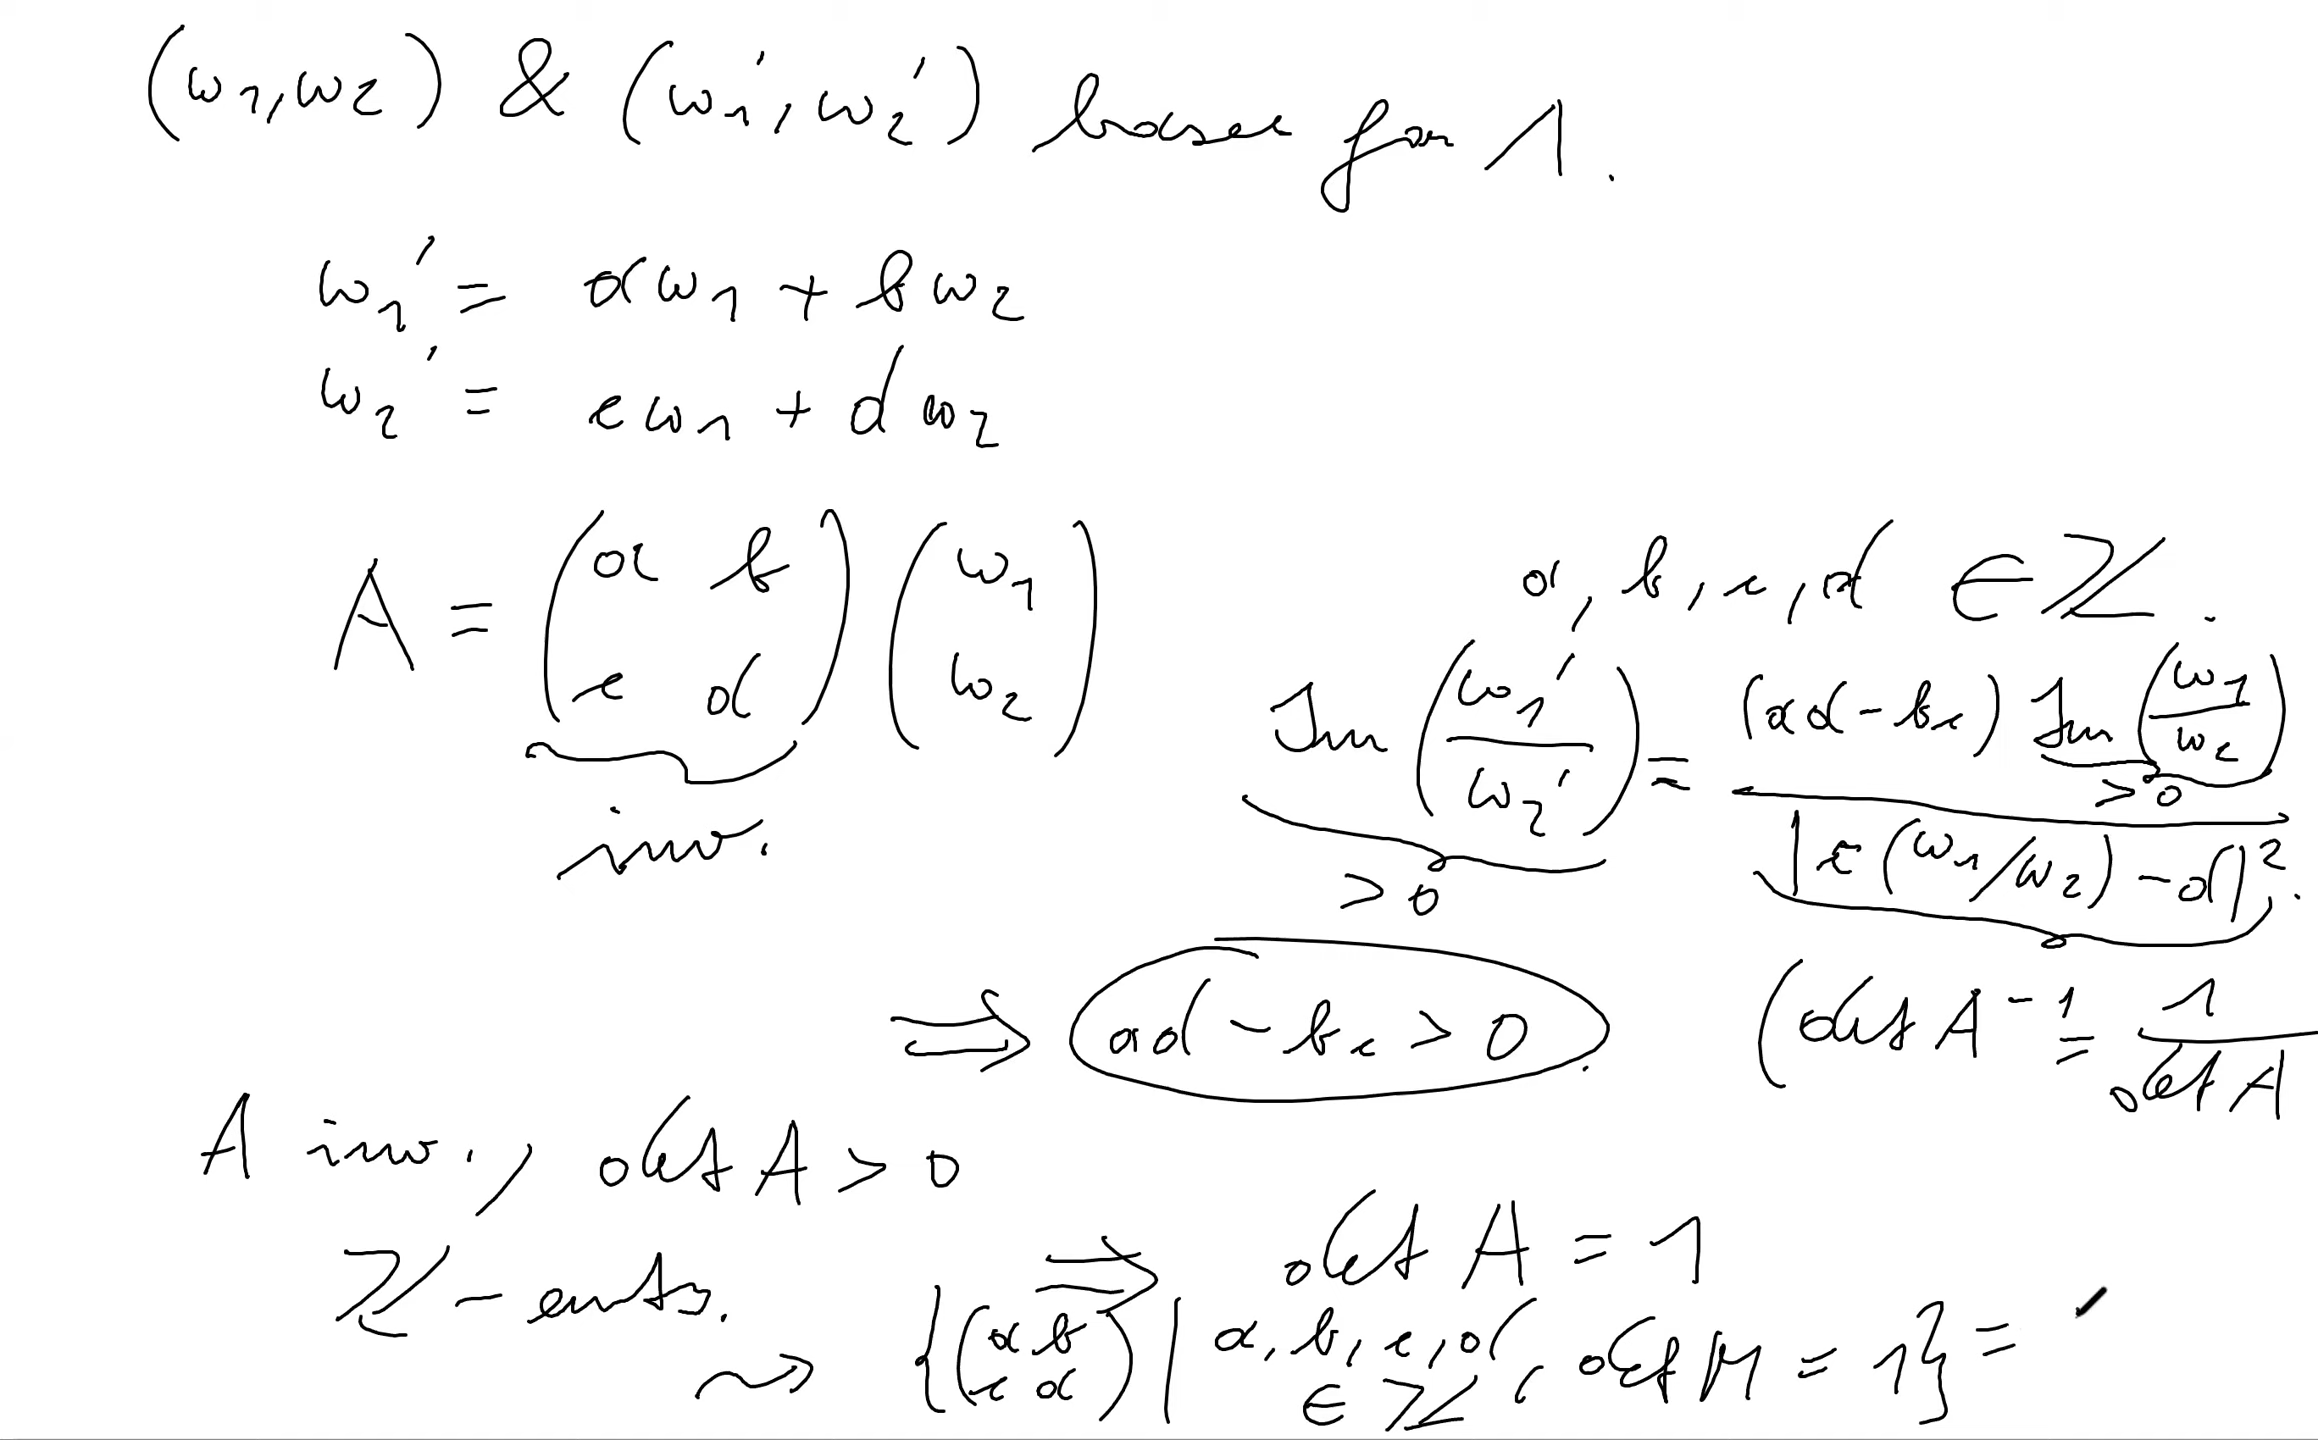 (ω₁,ω₂) & (ω₁',ω₂') bases for Λ.
ω₁' = aω₁ + bω₂
ω₂' = cω₁ + dω₂
A = (a b
c d) (ω₁
ω₂)
inv.
a, b, c, d ∈ ℤ.
Im (ω₁'/ω₂') = (ad-bc) Im (ω₁/ω₂) / |c(ω₁/ω₂)-d|².
> 0
> 0
⇒ ad - bc > 0.
(det A⁻¹ = 1/det A
A inv., det A > 0
ℤ-ents.
⇒ det A = 1
⇝ {(a b
c d) | a, b, c, d ∈ ℤ, det M = 1} =